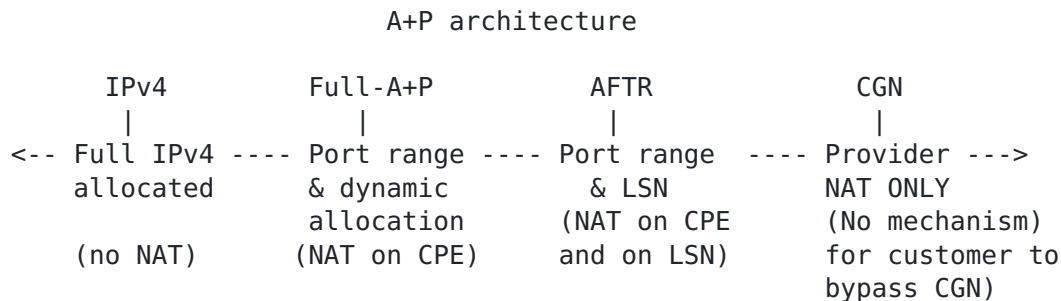 A+P architecture
IPv4 Full-A+P AFTR CGN
| | | |
<-- Full IPv4 ---- Port range ---- Port range ---- Provider --->
allocated & dynamic & LSN NAT ONLY
allocation (NAT on CPE (No mechanism)
(no NAT) (NAT on CPE) and on LSN) for customer to
bypass CGN)